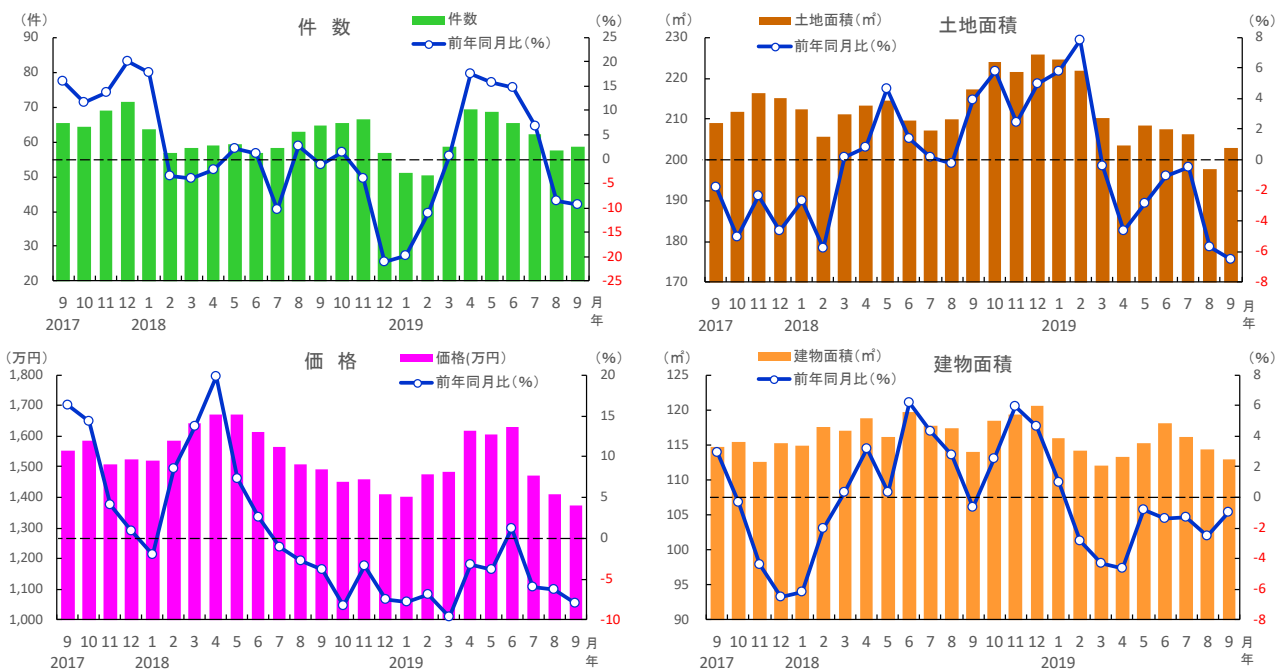 (件) 件 数 件数 (%)
前年同月比(%)
90 80 70 60 50 40 30 20
25 20 15 10 5 0 -5 -10 -15 -20 -25
9 10 11 12 1 2 3 4 5 6 7 8 9 10 11 12 1 2 3 4 5 6 7 8 9 月
2017 2018 2019 年
(㎡) 土地面積(㎡) 土地面積 (%)
前年同月比(%)
230 220 210 200 190 180 170
8 6 4 2 0 -2 -4 -6 -8
9 10 11 12 1 2 3 4 5 6 7 8 9 10 11 12 1 2 3 4 5 6 7 8 9 月
2017 2018 2019 年
(万円) 価 格 価格(万円) (%)
前年同月比(%)
1,800 1,700 1,600 1,500 1,400 1,300 1,200 1,100 1,000
20 15 10 5 0 -5 -10
9 10 11 12 1 2 3 4 5 6 7 8 9 10 11 12 1 2 3 4 5 6 7 8 9 月
2017 2018 2019 年
(㎡) 建物面積(㎡) 建物面積 (%)
前年同月比(%)
125 120 115 110 105 100 95 90
8 6 4 2 0 -2 -4 -6 -8
9 10 11 12 1 2 3 4 5 6 7 8 9 10 11 12 1 2 3 4 5 6 7 8 9 月
2017 2018 2019 年